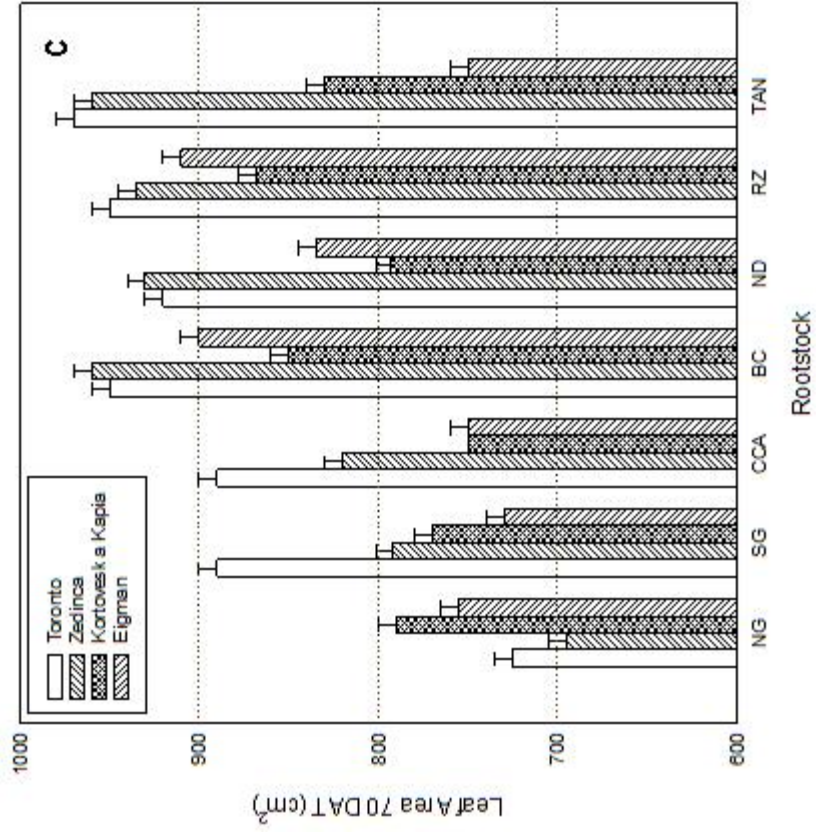 C
Toronto
Zedinca
Kortovesk a Kapia
Eigman
1000
900
800
700
600
Leaf Area 70 DAT (cm²)
NG SG CCA BC ND RZ TAN
Rootstock